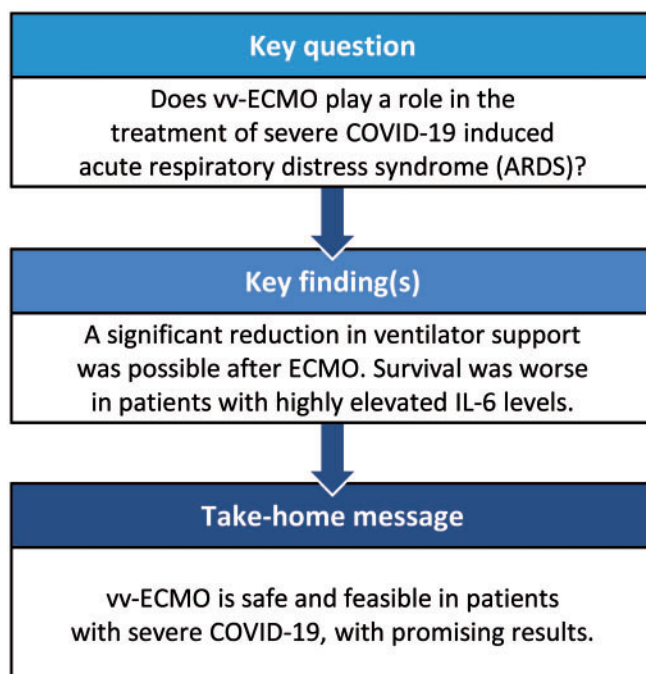 Key question
Does vv-ECMO play a role in the
treatment of severe COVID-19 induced
acute respiratory distress syndrome (ARDS)?
Key finding(s)
A significant reduction in ventilator support
was possible after ECMO. Survival was worse
in patients with highly elevated IL-6 levels.
Take-home message
vv-ECMO is safe and feasible in patients
with severe COVID-19, with promising results.